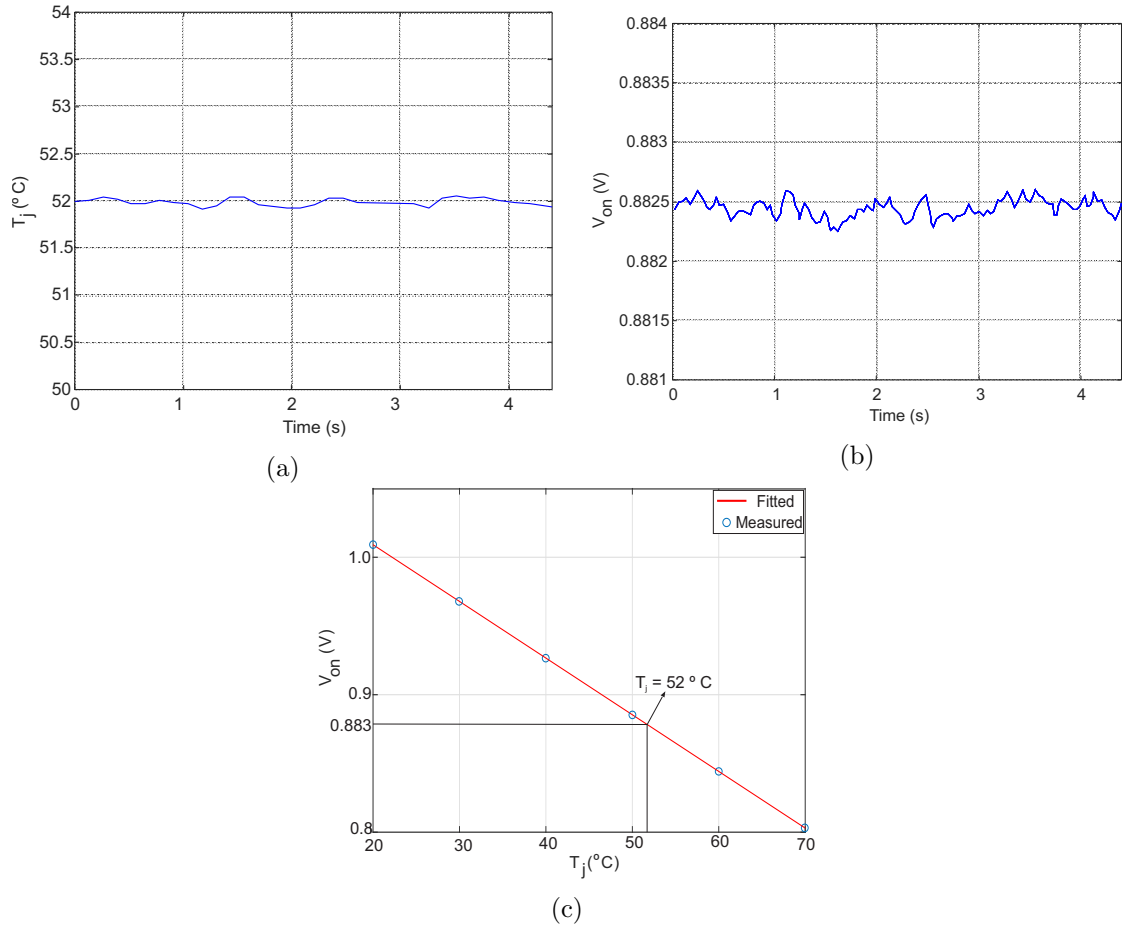 54
53.5
53
52.5
52
51.5
51
50.5
50
0 1 2 3 4
Time (s)
T_j (º C)
(a)
0.884
0.8835
0.883
0.8825
0.882
0.8815
0.881
0 1 2 3 4
Time (s)
V_on (V)
(b)
Fitted
Measured
1.0
0.9
0.883
0.8
V_on (V)
T_j = 52 º C
20 30 40 50 60 70
T_j(ºC)
(c)